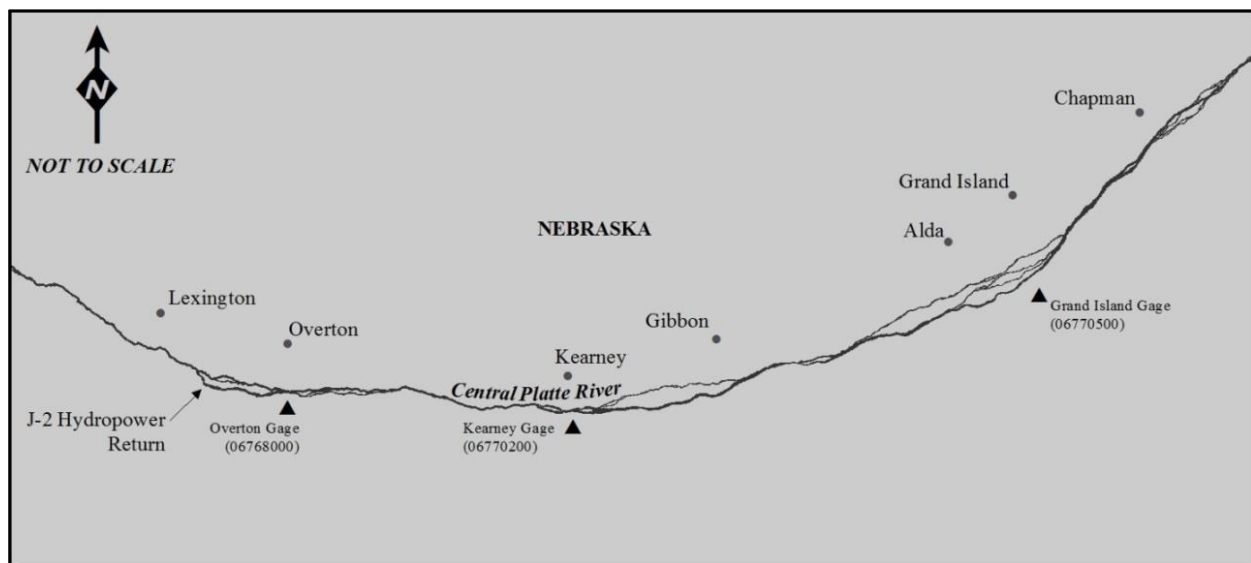 N
NOT TO SCALE
Chapman
Grand Island
Alda
NEBRASKA
Lexington
Overton
Gibbon
Kearney
Grand Island Gage
(06770500)
Central Platte River
J-2 Hydropower
Return
Overton Gage
(06768000)
Kearney Gage
(06770200)